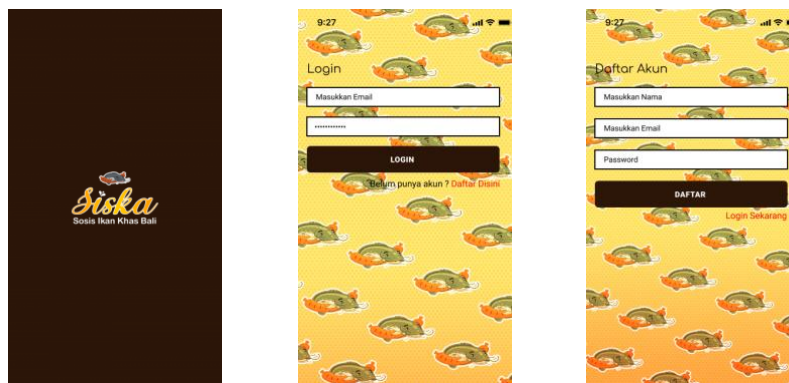 Siska
Sosis Ikan Khas Bali
9:27
Login
Masukkan Email
LOGIN
Belum punya akun ? Daftar Disini
9:27
Daftar Akun
Masukkan Nama
Masukkan Email
Password
DAFTAR
Login Sekarang